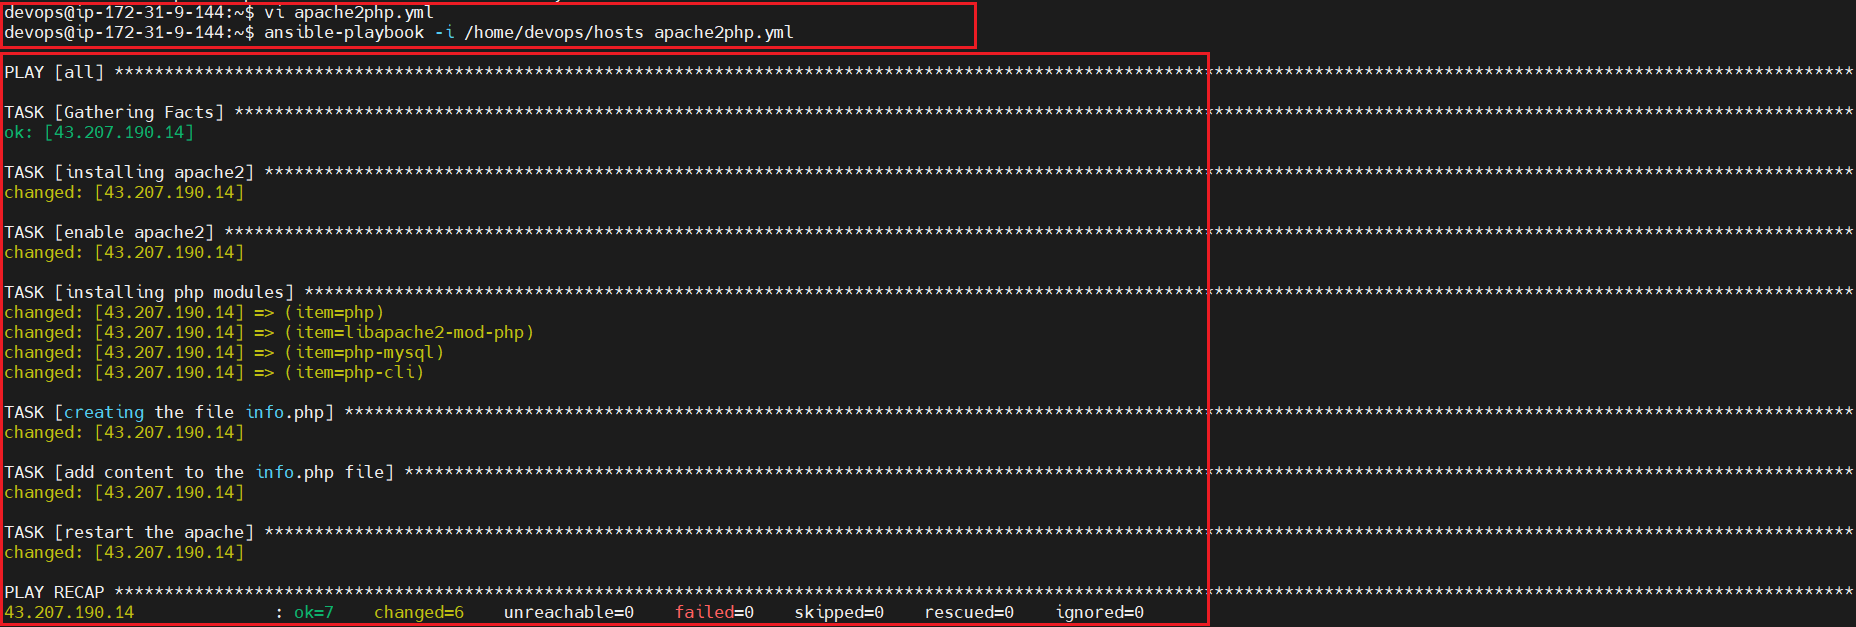 devops@ip-172-31-9-144:~$ vi apache2php.yml
devops@ip-172-31-9-144:~$ ansible-playbook -i /home/devops/hosts apache2php.yml
PLAY [all] ******************************************************************************************************************************************************************************
TASK [Gathering Facts] ******************************************************************************************************************************************************************
ok: [43.207.190.14]
TASK [installing apache2] ***************************************************************************************************************************************************************
changed: [43.207.190.14]
TASK [enable apache2] *******************************************************************************************************************************************************************
changed: [43.207.190.14]
TASK [installing php modules] ***********************************************************************************************************************************************************
changed: [43.207.190.14] => (item=php)
changed: [43.207.190.14] => (item=libapache2-mod-php)
changed: [43.207.190.14] => (item=php-mysql)
changed: [43.207.190.14] => (item=php-cli)
TASK [creating the file info.php] *******************************************************************************************************************************************************
changed: [43.207.190.14]
TASK [add content to the info.php file] *************************************************************************************************************************************************
changed: [43.207.190.14]
TASK [restart the apache] ***************************************************************************************************************************************************************
changed: [43.207.190.14]
PLAY RECAP ******************************************************************************************************************************************************************************
43.207.190.14              : ok=7    changed=6    unreachable=0    failed=0    skipped=0    rescued=0    ignored=0